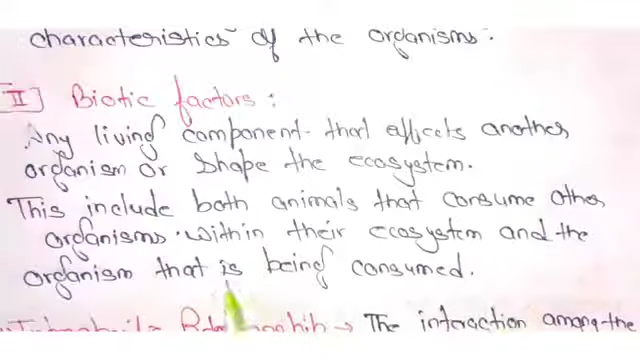 characteristics of the organisms.
II] Biotic factors:
Any living component that affects another
organism or shape the ecosystem.
This include both animals that consume other
organisms within their ecosystem and the
organism that is being consumed.
→ The interaction among the